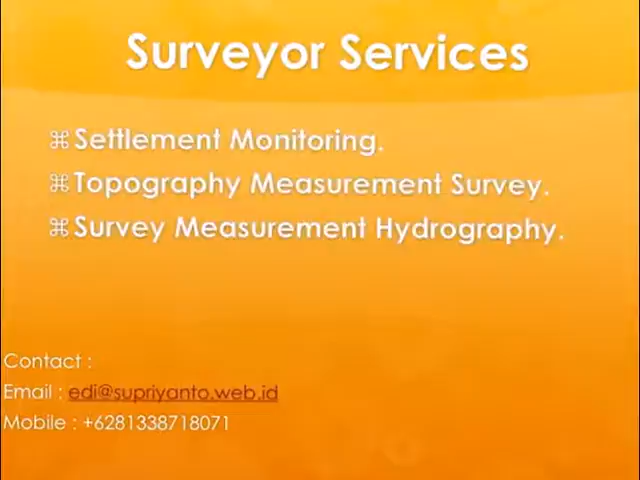 Surveyor Services
⌘Settlement Monitoring.
⌘Topography Measurement Survey.
⌘Survey Measurement Hydrography.
Contact :
Email : edi@supriyanto.web.id
Mobile : +6281338718071